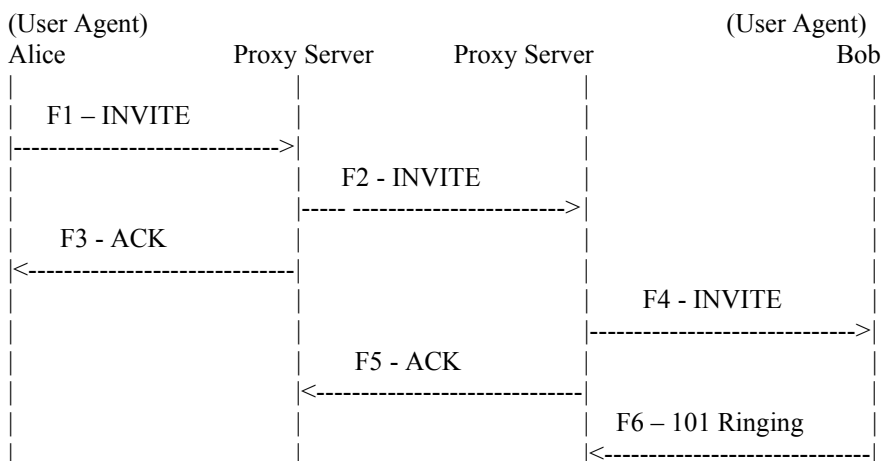 (User Agent) (User Agent)
Alice Proxy Server Proxy Server Bob
F1 – INVITE
F2 - INVITE
F3 - ACK
F4 - INVITE
F5 - ACK
F6 – 101 Ringing